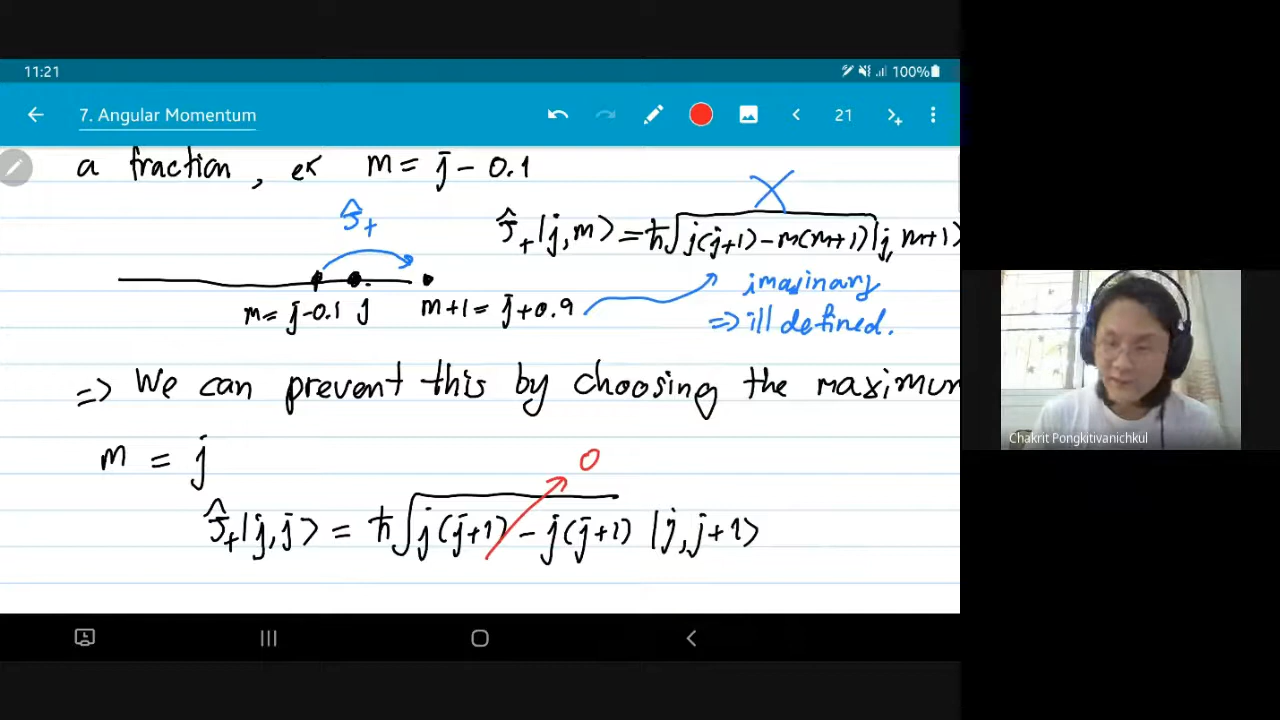 11:21
100%
7. Angular Momentum
21
a fraction, ex m = j - 0.1
Ĵ₊
Ĵ₊|j,m⟩ = ℏ√(j(j+1) - m(m+1)) |j, m+1⟩
X
m = j-0.1 j m+1 = j+0.9
imaginary
⇒ ill defined.
⇒ We can prevent this by choosing the maximum
m = j
0
Ĵ₊|j,j⟩ = ℏ√(j(j+1) - j(j+1)) |j, j+1⟩
Chakrit Pongkitivanichkul